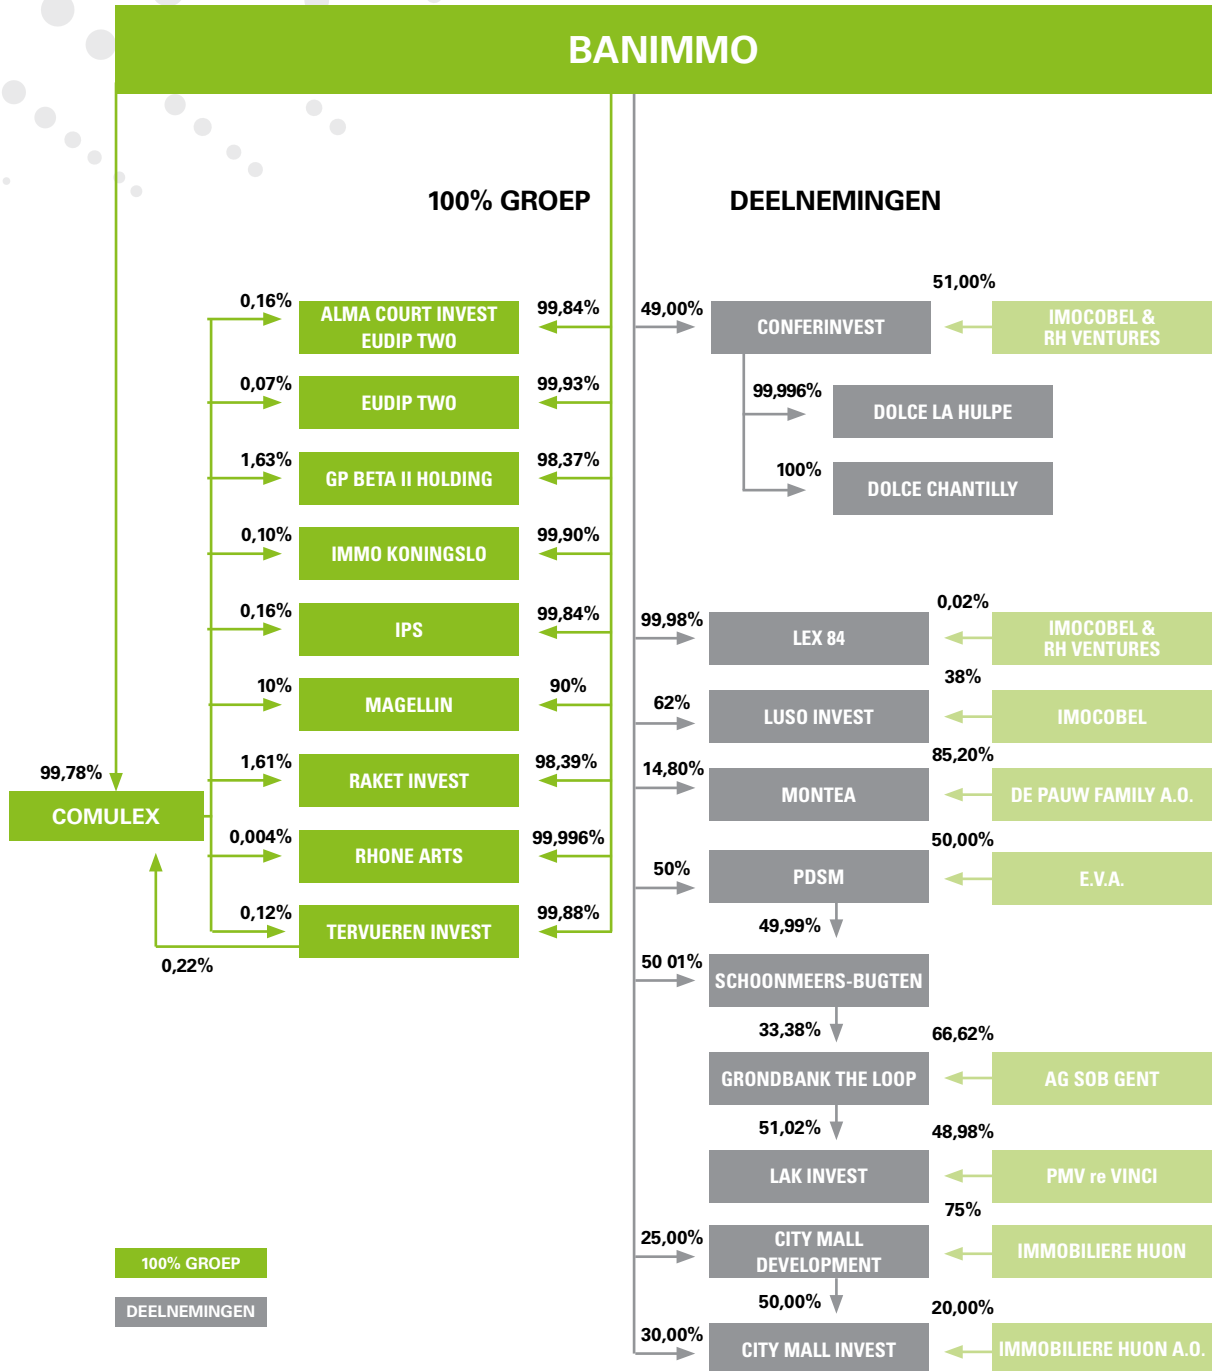 BANIMMO
100% GROEP
DEELNEMINGEN
0,16%
ALMA COURT INVEST
EUDIP TWO
99,84%
0,07%
EUDIP TWO
99,93%
1,63%
GP BETA II HOLDING
98,37%
0,10%
IMMO KONINGSLO
99,90%
0,16%
IPS
99,84%
10%
MAGELLIN
90%
1,61%
RAKET INVEST
98,39%
99,78%
COMULEX
0,004%
RHONE ARTS
99,996%
0,12%
TERVUEREN INVEST
99,88%
0,22%
49,00%
CONFERINVEST
51,00%
IMOCOBEL &
RH VENTURES
99,996%
DOLCE LA HULPE
100%
DOLCE CHANTILLY
99,98%
LEX 84
0,02%
IMOCOBEL &
RH VENTURES
62%
LUSO INVEST
38%
IMOCOBEL
14,80%
MONTEA
85,20%
DE PAUW FAMILY A.O.
50%
PDSM
50,00%
E.V.A.
49,99%
50 01%
SCHOONMEERS-BUGTEN
33,38%
GRONDBANK THE LOOP
66,62%
AG SOB GENT
51,02%
LAK INVEST
48,98%
PMV re VINCI
25,00%
CITY MALL
DEVELOPMENT
75%
IMMOBILIERE HUON
50,00%
30,00%
CITY MALL INVEST
20,00%
IMMOBILIERE HUON A.O.
100% GROEP
DEELNEMINGEN